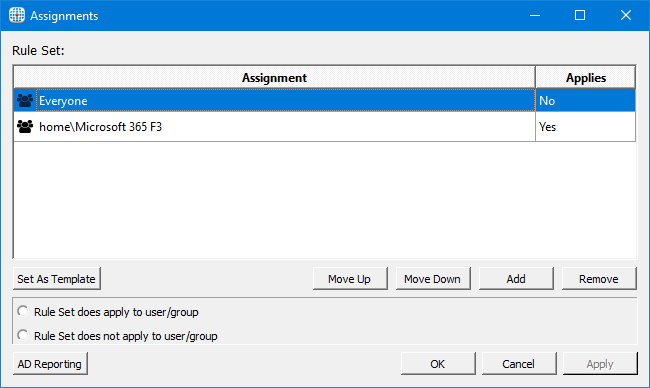 Assignments
Rule Set:
Assignment Applies
Everyone No
home\Microsoft 365 F3 Yes
Set As Template Move Up Move Down Add Remove
Rule Set does apply to user/group
Rule Set does not apply to user/group
AD Reporting OK Cancel Apply